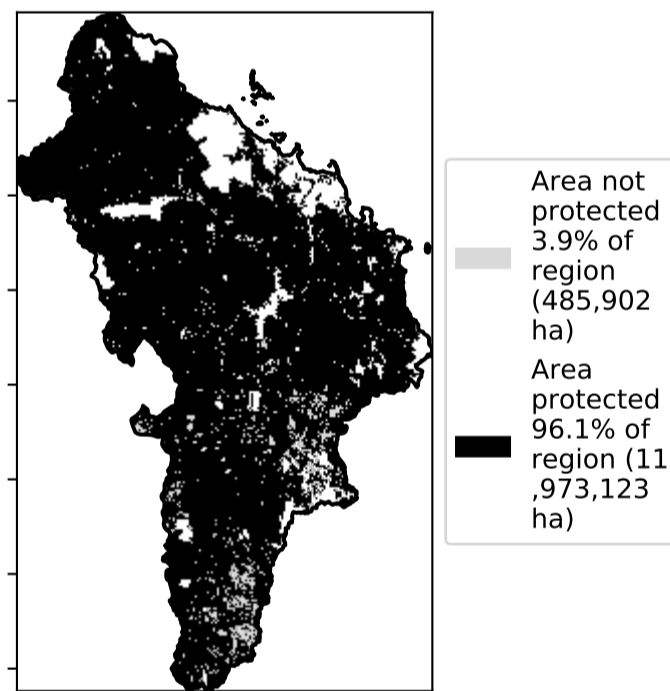 Area not
protected
3.9% of
region
(485,902
ha)
Area
protected
96.1% of
region (11
,973,123
ha)